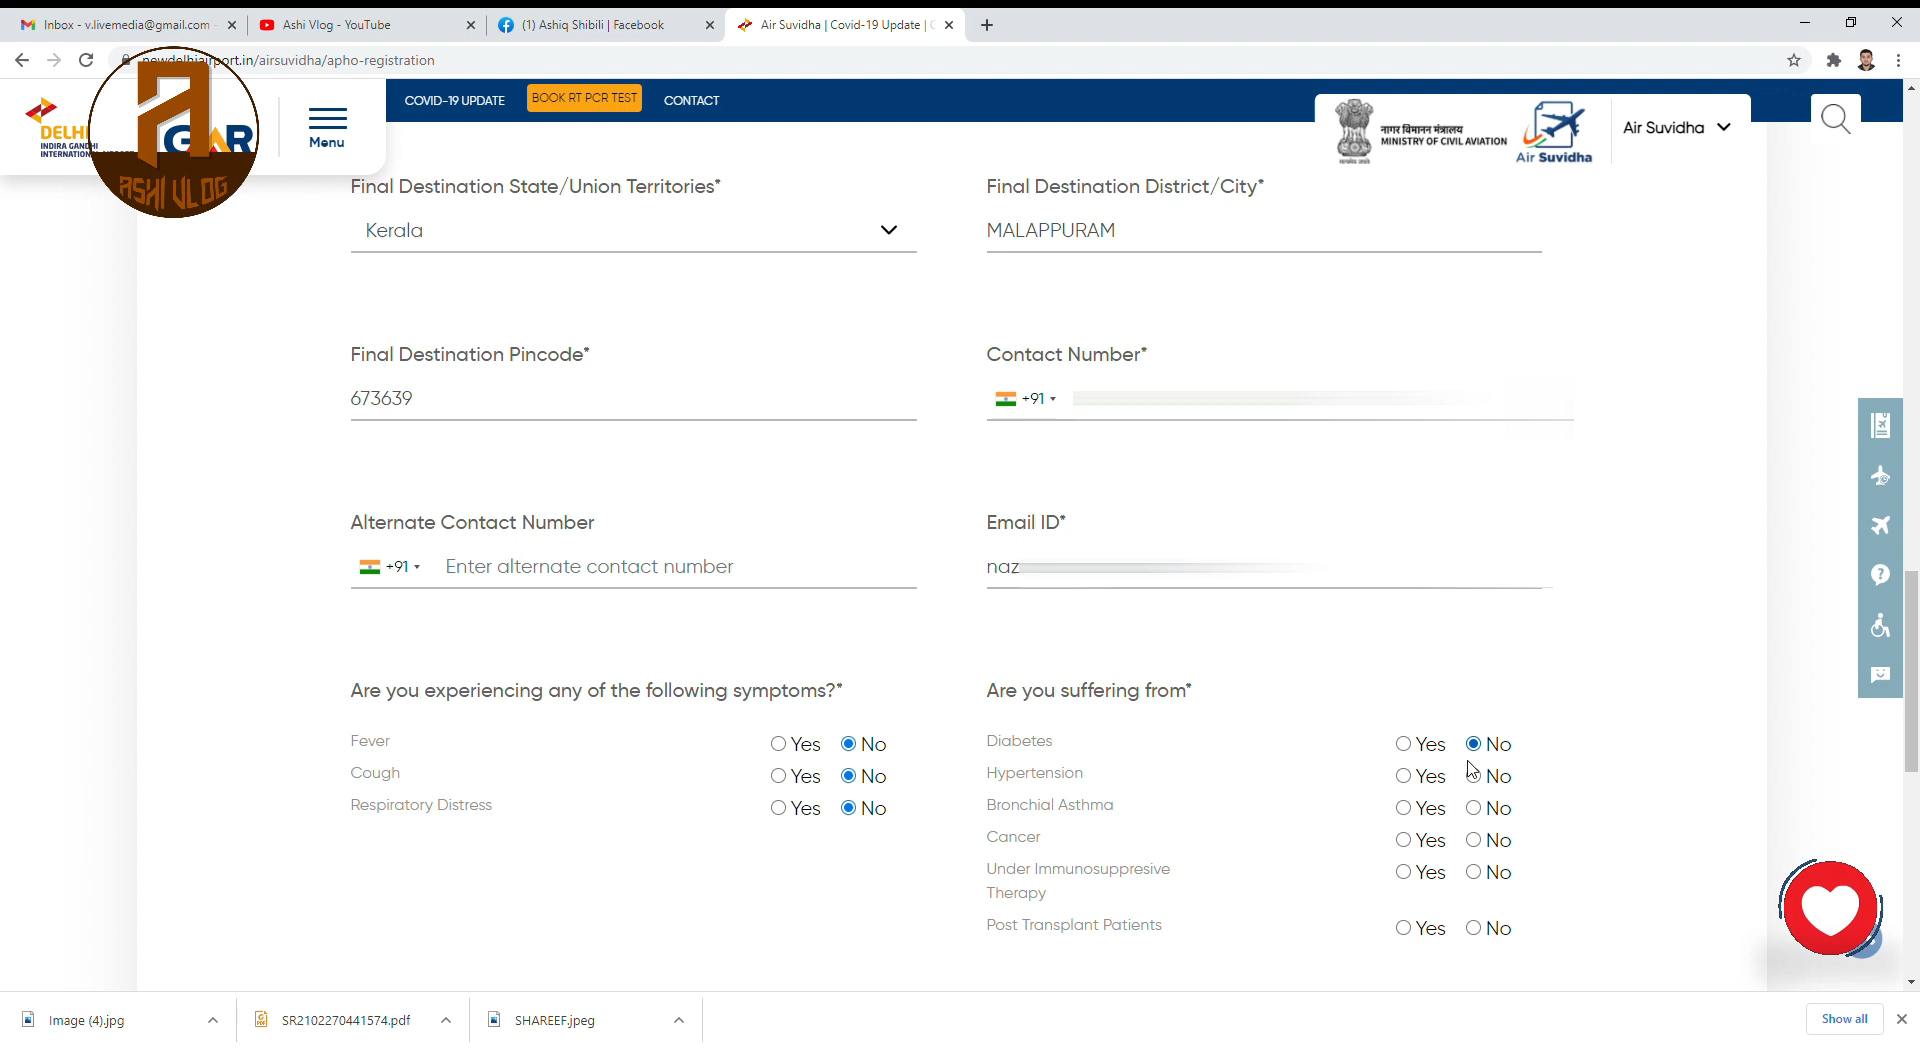 Inbox - v.livemedia@gmail.com -
Ashi Vlog - YouTube
(1) Ashiq Shibili | Facebook
Air Suvidha | Covid-19 Update |
newdelhiairport.in/airsuvidha/apho-registration
COVID-19 UPDATE
BOOK RT PCR TEST
CONTACT
DELHI
INDIRA GANDHI
INTERNATIONAL AIRPORT
GMR
ASHI VLOG
Menu
नागर विमानन मंत्रालय
MINISTRY OF CIVIL AVIATION
Air Suvidha
Air Suvidha
Final Destination State/Union Territories*
Final Destination District/City*
Kerala
MALAPPURAM
Final Destination Pincode*
Contact Number*
673639
+91
Alternate Contact Number
Email ID*
+91 Enter alternate contact number
naz
Are you experiencing any of the following symptoms?*
Are you suffering from*
Fever Yes No
Cough Yes No
Respiratory Distress Yes No
Diabetes Yes No
Hypertension Yes No
Bronchial Asthma Yes No
Cancer Yes No
Under Immunosuppresive Yes No
Therapy
Post Transplant Patients Yes No
Image (4).jpg
SR2102270441574.pdf
SHAREEF.jpeg
Show all